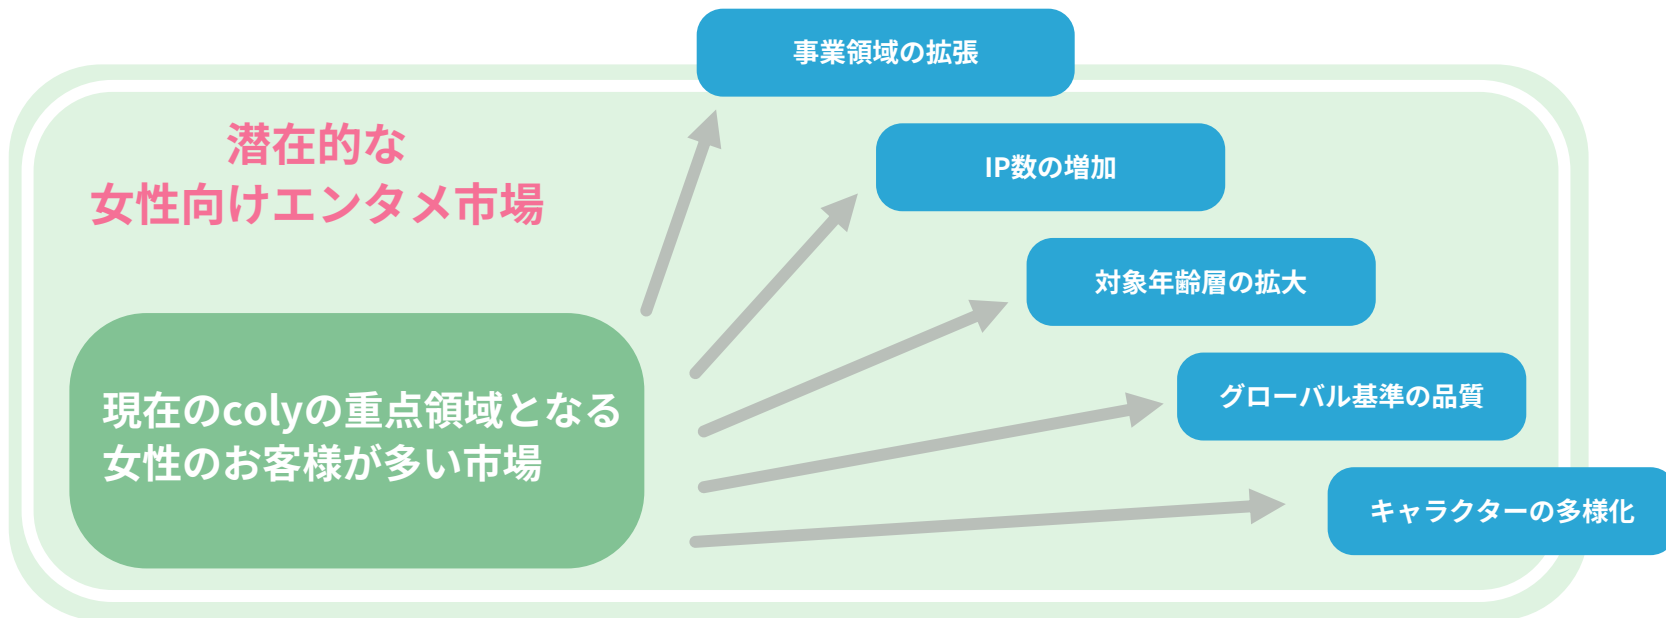 事業領域の拡張
潜在的な
女性向けエンタメ市場
IP数の増加
対象年齢層の拡大
現在のcolyの重点領域となる
女性のお客様が多い市場
グローバル基準の品質
キャラクターの多様化